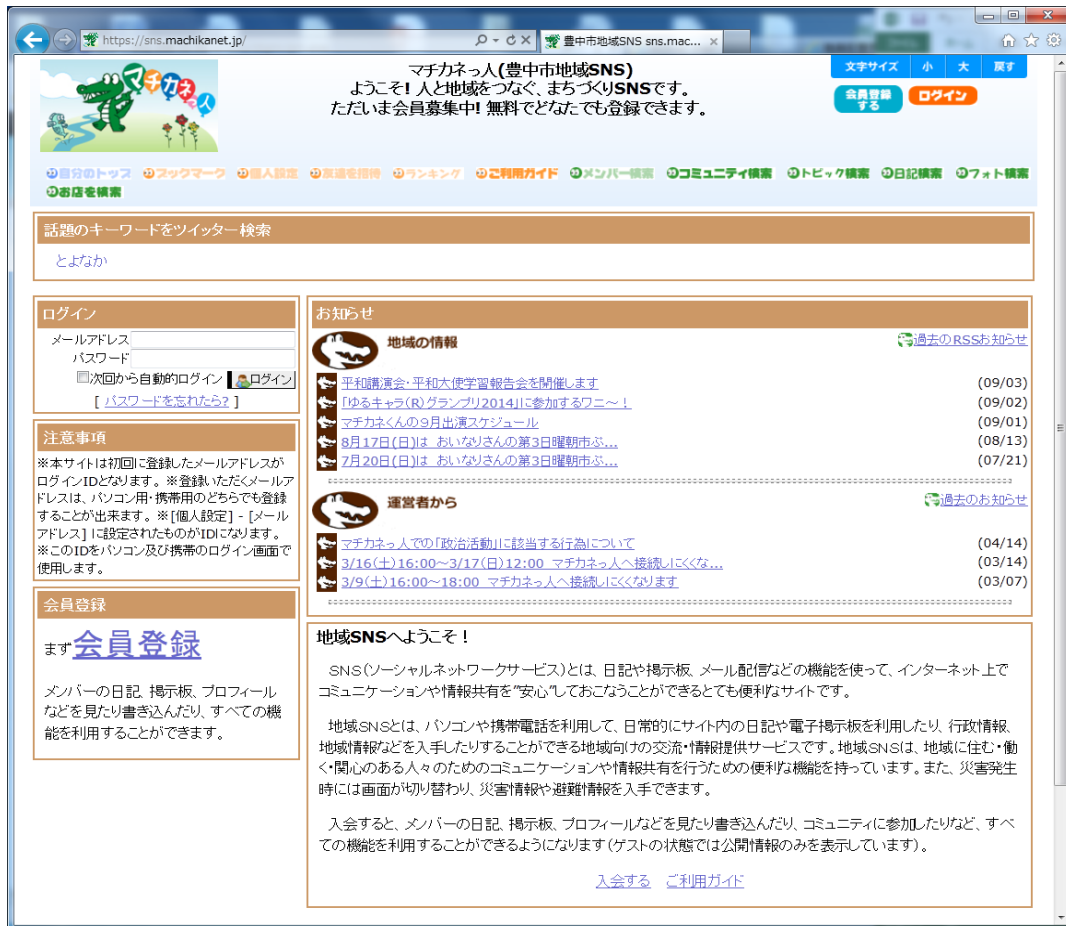 https://sns.machikanet.jp/
豊中市地域SNS sns.mac...
マチカネっ人
マチカネっ人(豊中市地域SNS)
ようこそ! 人と地域をつなぐ、まちづくりSNSです。
ただいま会員募集中! 無料でどなたでも登録できます。
文字サイズ 小 大 戻す
会員登録
する
ログイン
自分のトップ ブックマーク 個人設定 友達を招待 ランキング ご利用ガイド メンバー検索 コミュニティ検索 トピック検索 日記検索 フォト検索
お店を検索
話題のキーワードをツイッター検索
とよなか
ログイン
メールアドレス
パスワード
次回から自動的ログイン ログイン
[ パスワードを忘れたら? ]
注意事項
※本サイトは初回に登録したメールアドレスが
ログインIDとなります。※登録いただくメールア
ドレスは、パソコン用・携帯用のどちらでも登録
することが出来ます。※[個人設定] - [メール
アドレス] に設定されたものがIDになります。
※このIDをパソコン及び携帯のログイン画面で
使用します。
会員登録
まず会員登録
メンバーの日記、掲示板、プロフィール
などを見たり書き込んだり、すべての機
能を利用することができます。
お知らせ
地域の情報
過去のRSSお知らせ
平和講演会・平和大使学習報告会を開催します (09/03)
「ゆるキャラ(R)グランプリ2014」に参加するワニ～！ (09/02)
マチカネくんの9月出演スケジュール (09/01)
8月17日(日)は おいなりさんの第3日曜朝市ぶ... (08/13)
7月20日(日)は おいなりさんの第3日曜朝市ぶ... (07/21)
運営者から
過去のお知らせ
マチカネっ人での「政治活動」に該当する行為について (04/14)
3/16(土)16:00～3/17(日)12:00 マチカネっ人へ接続しにくくな... (03/14)
3/9(土)16:00～18:00 マチカネっ人へ接続しにくくなります (03/07)
地域SNSへようこそ！
SNS(ソーシャルネットワークサービス)とは、日記や掲示板、メール配信などの機能を使って、インターネット上で
コミュニケーションや情報共有を"安心"しておこなうことができるとても便利なサイトです。
地域SNSとは、パソコンや携帯電話を利用して、日常的にサイト内の日記や電子掲示板を利用したり、行政情報、
地域情報などを入手したりすることができる地域向けの交流・情報提供サービスです。地域SNSは、地域に住む・働
く・関心のある人々のためのコミュニケーションや情報共有を行うための便利な機能を持っています。また、災害発生
時には画面が切り替わり、災害情報や避難情報を入手できます。
入会すると、メンバーの日記、掲示板、プロフィールなどを見たり書き込んだり、コミュニティに参加したりなど、すべ
ての機能を利用することができるようになります(ゲストの状態では公開情報のみを表示しています)。
入会する ご利用ガイド